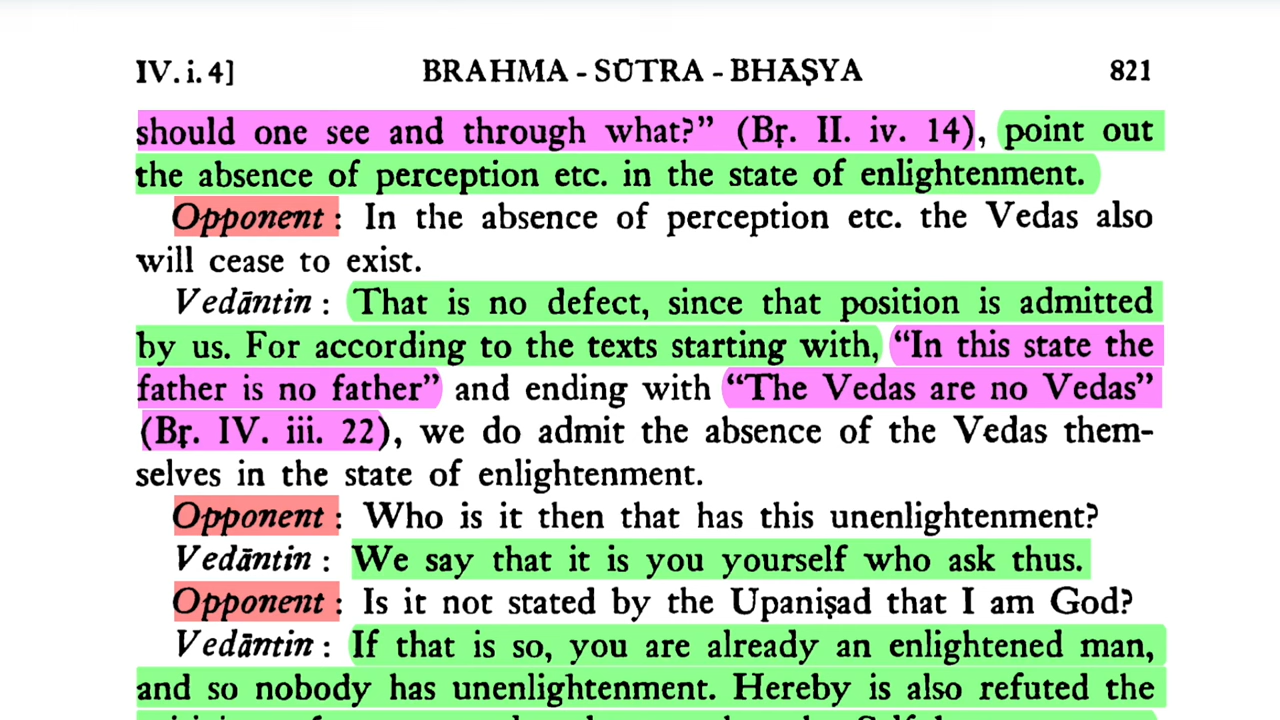 IV. i. 4] BRAHMA - SŪTRA - BHĀṢYA 821
should one see and through what?” (Bṛ. II. iv. 14), point out
the absence of perception etc. in the state of enlightenment.
Opponent : In the absence of perception etc. the Vedas also
will cease to exist.
Vedāntin : That is no defect, since that position is admitted
by us. For according to the texts starting with, “In this state the
father is no father” and ending with “The Vedas are no Vedas”
(Bṛ. IV. iii. 22), we do admit the absence of the Vedas them-
selves in the state of enlightenment.
Opponent : Who is it then that has this unenlightenment?
Vedāntin : We say that it is you yourself who ask thus.
Opponent : Is it not stated by the Upaniṣad that I am God?
Vedāntin : If that is so, you are already an enlightened man,
and so nobody has unenlightenment. Hereby is also refuted the